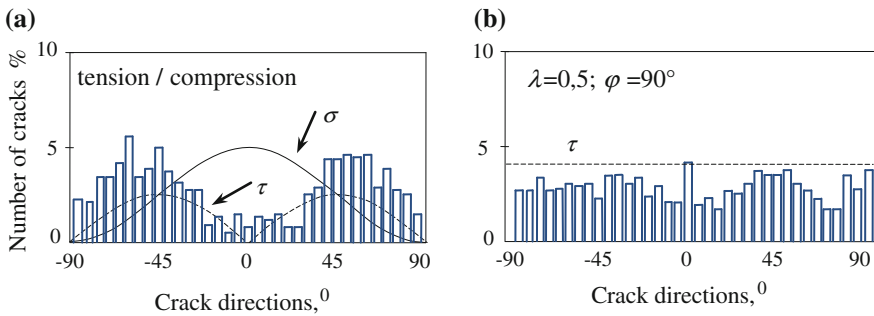 (a)
Number of cracks %
10
5
0
tension / compression
σ
τ
-90
-45
0
45
90
Crack directions,⁰
(b)
10
5
0
λ=0,5; φ =90°
τ
-90
-45
0
45
90
Crack directions,⁰